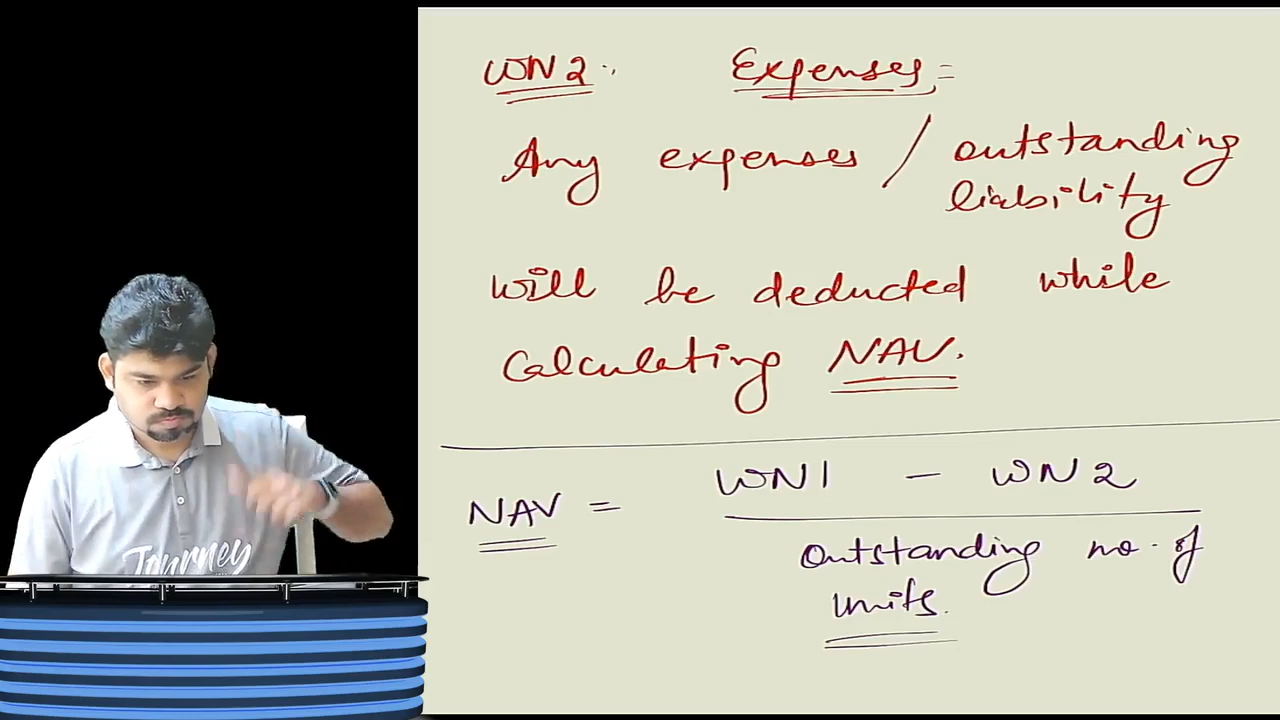 WN2: Expenses:
Any expenses / outstanding
liability
will be deducted while
Calculating NAV.
NAV = WN1 - WN2
Outstanding no. of
units.
Journey